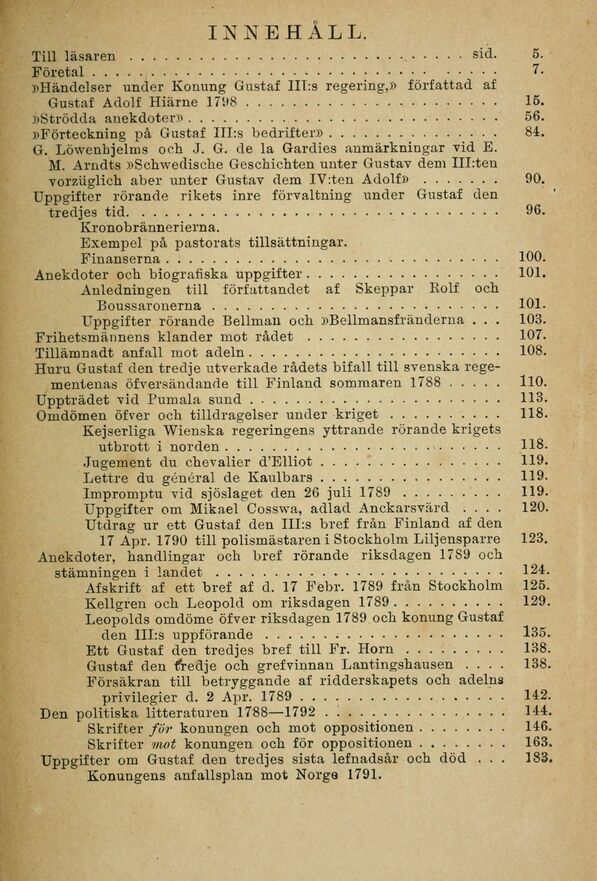 INNEHÅLL.
Till läsaren . . . . . . . . . . . . . . . . . . . . . . . . . sid. 5.
Företal . . . . . . . . . . . . . . . . . . . . . . . . . . . . 7.
»Händelser under Konung Gustaf III:s regering,» författad af
Gustaf Adolf Hiärne 1798 . . . . . . . . . . . . . . . . . 15.
»Strödda anekdoter» . . . . . . . . . . . . . . . . . . . . . 56.
»Förteckning på Gustaf III:s bedrifter» . . . . . . . . . . . . 84.
G. Löwenhjelms och J. G. de la Gardies anmärkningar vid E.
M. Arndts »Schwedische Geschichten unter Gustav dem III:ten
vorzüglich aber unter Gustav dem IV:ten Adolf» . . . . . . . 90.
Uppgifter rörande rikets inre förvaltning under Gustaf den
tredjes tid. . . . . . . . . . . . . . . . . . . . . . . . . 96.
Kronobrännerierna.
Exempel på pastorats tillsättningar.
Finanserna . . . . . . . . . . . . . . . . . . . . . . . 100.
Anekdoter och biografiska uppgifter . . . . . . . . . . . . . . 101.
Anledningen till författandet af Skeppar Rolf och
Boussaronerna . . . . . . . . . . . . . . . . . . . . 101.
Uppgifter rörande Bellman och »Bellmansfränderna . . . 103.
Frihetsmännens klander mot rådet . . . . . . . . . . . . . . 107.
Tillämnadt anfall mot adeln . . . . . . . . . . . . . . . . . . 108.
Huru Gustaf den tredje utverkade rådets bifall till svenska rege-
mentenas öfversändande till Finland sommaren 1788 . . . . . 110.
Uppträdet vid Pumala sund . . . . . . . . . . . . . . . . . . 113.
Omdömen öfver och tilldragelser under kriget . . . . . . . . . 118.
Kejserliga Wienska regeringens yttrande rörande krigets
utbrott i norden . . . . . . . . . . . . . . . . . . . 118.
Jugement du chevalier d'Elliot . . . . . . . . . . . . . . 119.
Lettre du général de Kaulbars . . . . . . . . . . . . . . 119.
Impromptu vid sjöslaget den 26 juli 1789 . . . . . . . . . 119.
Uppgifter om Mikael Cosswa, adlad Anckarsvärd . . . . 120.
Utdrag ur ett Gustaf den III:s bref från Finland af den
17 Apr. 1790 till polismästaren i Stockholm Liljensparre 123.
Anekdoter, handlingar och bref rörande riksdagen 1789 och
stämningen i landet . . . . . . . . . . . . . . . . . . . . 124.
Afskrift af ett bref af d. 17 Febr. 1789 från Stockholm 125.
Kellgren och Leopold om riksdagen 1789 . . . . . . . . . . 129.
Leopolds omdöme öfver riksdagen 1789 och konung Gustaf
den III:s uppförande . . . . . . . . . . . . . . . . . 135.
Ett Gustaf den tredjes bref till Fr. Horn . . . . . . . . . 138.
Gustaf den tredje och grefvinnan Lantingshausen . . . . 138.
Försäkran till betryggande af ridderskapets och adelns
privilegier d. 2 Apr. 1789 . . . . . . . . . . . . . . . 142.
Den politiska litteraturen 1788—1792 . . . . . . . . . . . . . 144.
Skrifter för konungen och mot oppositionen . . . . . . . . 146.
Skrifter mot konungen och för oppositionen . . . . . . . . 163.
Uppgifter om Gustaf den tredjes sista lefnadsår och död . . . 183.
Konungens anfallsplan mot Norge 1791.